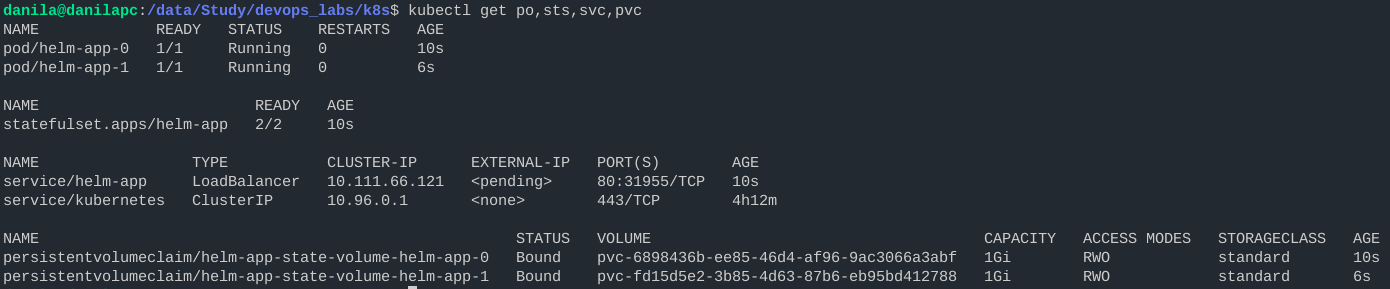 danila@danilapc:/data/Study/devops_labs/k8s$ kubectl get po,sts,svc,pvc
NAME             READY   STATUS    RESTARTS   AGE
pod/helm-app-0   1/1     Running   0          10s
pod/helm-app-1   1/1     Running   0          6s

NAME                        READY   AGE
statefulset.apps/helm-app   2/2     10s

NAME                 TYPE           CLUSTER-IP      EXTERNAL-IP   PORT(S)        AGE
service/helm-app     LoadBalancer   10.111.66.121   <pending>     80:31955/TCP   10s
service/kubernetes   ClusterIP      10.96.0.1       <none>        443/TCP        4h12m

NAME                                                     STATUS   VOLUME                                     CAPACITY   ACCESS MODES   STORAGECLASS   AGE
persistentvolumeclaim/helm-app-state-volume-helm-app-0   Bound    pvc-6898436b-ee85-46d4-af96-9ac3066a3abf   1Gi        RWO            standard       10s
persistentvolumeclaim/helm-app-state-volume-helm-app-1   Bound    pvc-fd15d5e2-3b85-4d63-87b6-eb95bd412788   1Gi        RWO            standard       6s